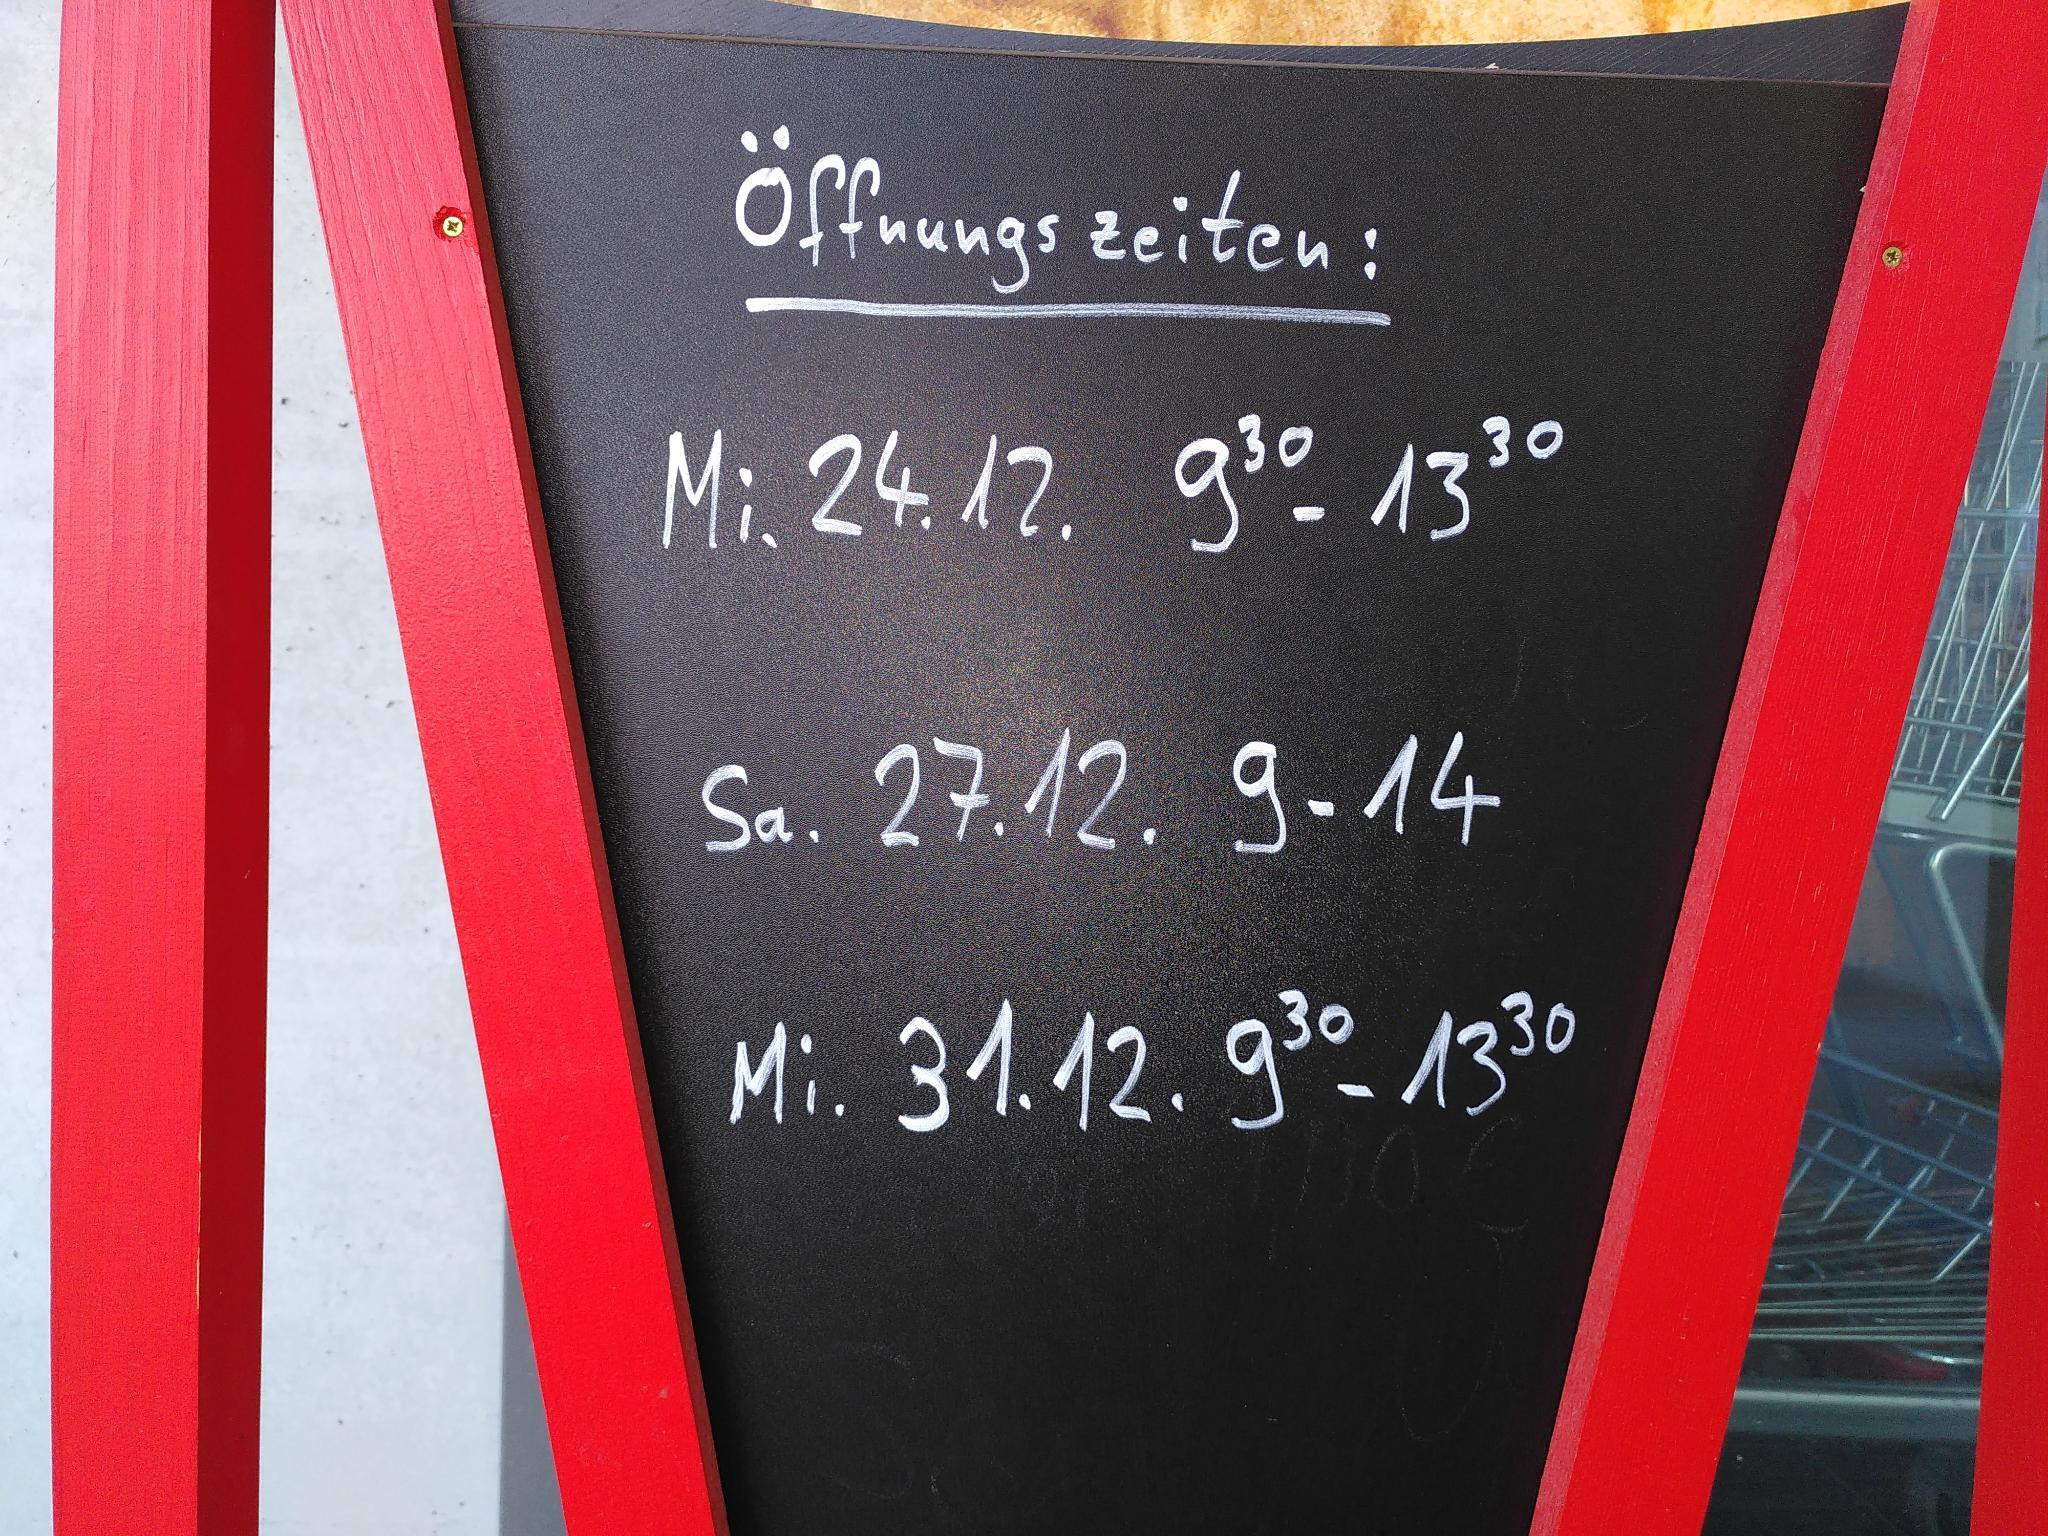 Öffnungszeiten:
Mi. 24.12. 9³⁰ - 13³⁰
Sa. 27.12. 9 - 14
Mi. 31.12. 9³⁰ - 13³⁰